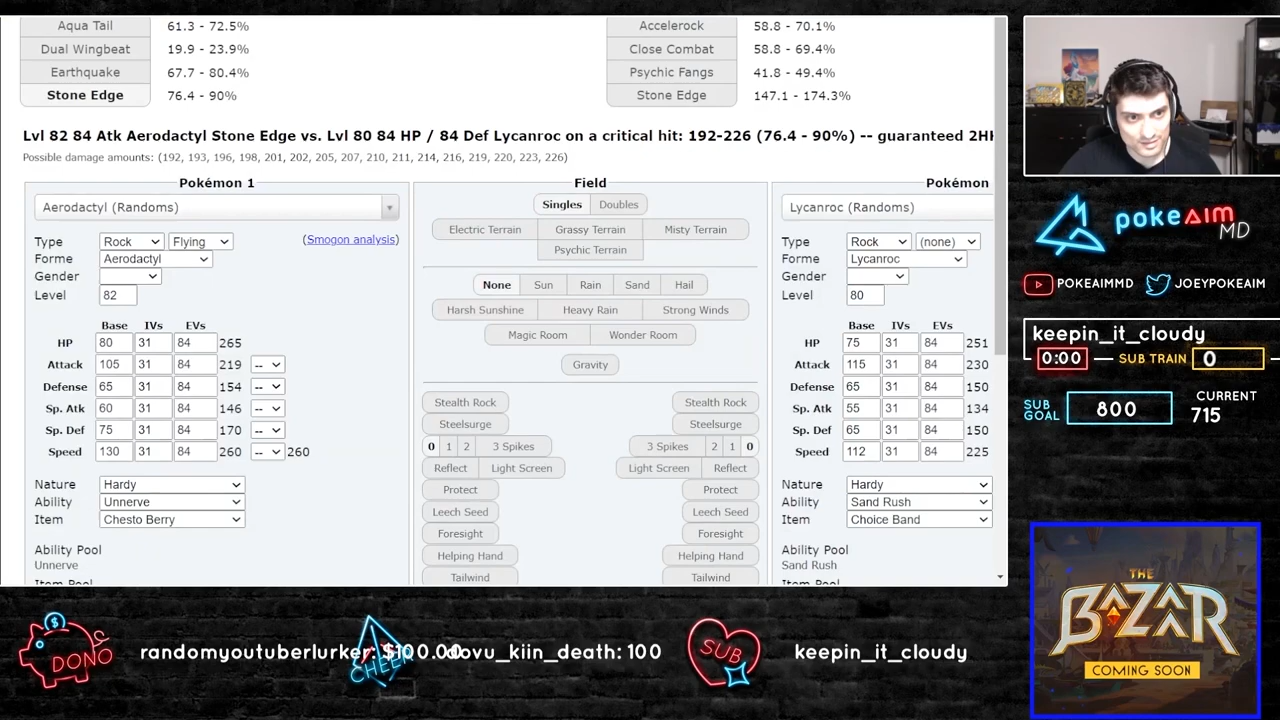 Aqua Tail 61.3 - 72.5% Accelerock 58.8 - 70.1%
Dual Wingbeat 19.9 - 23.9% Close Combat 58.8 - 69.4%
Earthquake 67.7 - 80.4% Psychic Fangs 41.8 - 49.4%
Stone Edge 76.4 - 90% Stone Edge 147.1 - 174.3%
Lvl 82 84 Atk Aerodactyl Stone Edge vs. Lvl 80 84 HP / 84 Def Lycanroc on a critical hit: 192-226 (76.4 - 90%) -- guaranteed 2H
Possible damage amounts: (192, 193, 196, 198, 201, 202, 205, 207, 210, 211, 214, 216, 219, 220, 223, 226)
Pokémon 1
Aerodactyl (Randoms)
Type Rock Flying (Smogon analysis)
Forme Aerodactyl
Gender
Level 82
Base IVs EVs
HP 80 31 84 265
Attack 105 31 84 219 --
Defense 65 31 84 154 --
Sp. Atk 60 31 84 146 --
Sp. Def 75 31 84 170 --
Speed 130 31 84 260 -- 260
Nature Hardy
Ability Unnerve
Item Chesto Berry
Ability Pool
Unnerve
Item Pool
Field
Singles Doubles
Electric Terrain Grassy Terrain Misty Terrain
Psychic Terrain
None Sun Rain Sand Hail
Harsh Sunshine Heavy Rain Strong Winds
Magic Room Wonder Room
Gravity
Stealth Rock Stealth Rock
Steelsurge Steelsurge
0 1 2 3 Spikes 3 Spikes 2 1 0
Reflect Light Screen Light Screen Reflect
Protect Protect
Leech Seed Leech Seed
Foresight Foresight
Helping Hand Helping Hand
Tailwind Tailwind
Pokémon
Lycanroc (Randoms)
Type Rock (none)
Forme Lycanroc
Gender
Level 80
Base IVs EVs
HP 75 31 84 251
Attack 115 31 84 230
Defense 65 31 84 150
Sp. Atk 55 31 84 134
Sp. Def 65 31 84 150
Speed 112 31 84 225
Nature Hardy
Ability Sand Rush
Item Choice Band
Ability Pool
Sand Rush
pokeAIM
MD
POKEAIMMD JOEYPOKEAIM
keepin_it_cloudy
0:00 SUB TRAIN 0
SUB GOAL 800 CURRENT 715
THE
BAZAAR
COMING SOON
DONO randomyoutuberlurker: $100.00
CHEER dovu_kiin_death: 100
SUB keepin_it_cloudy